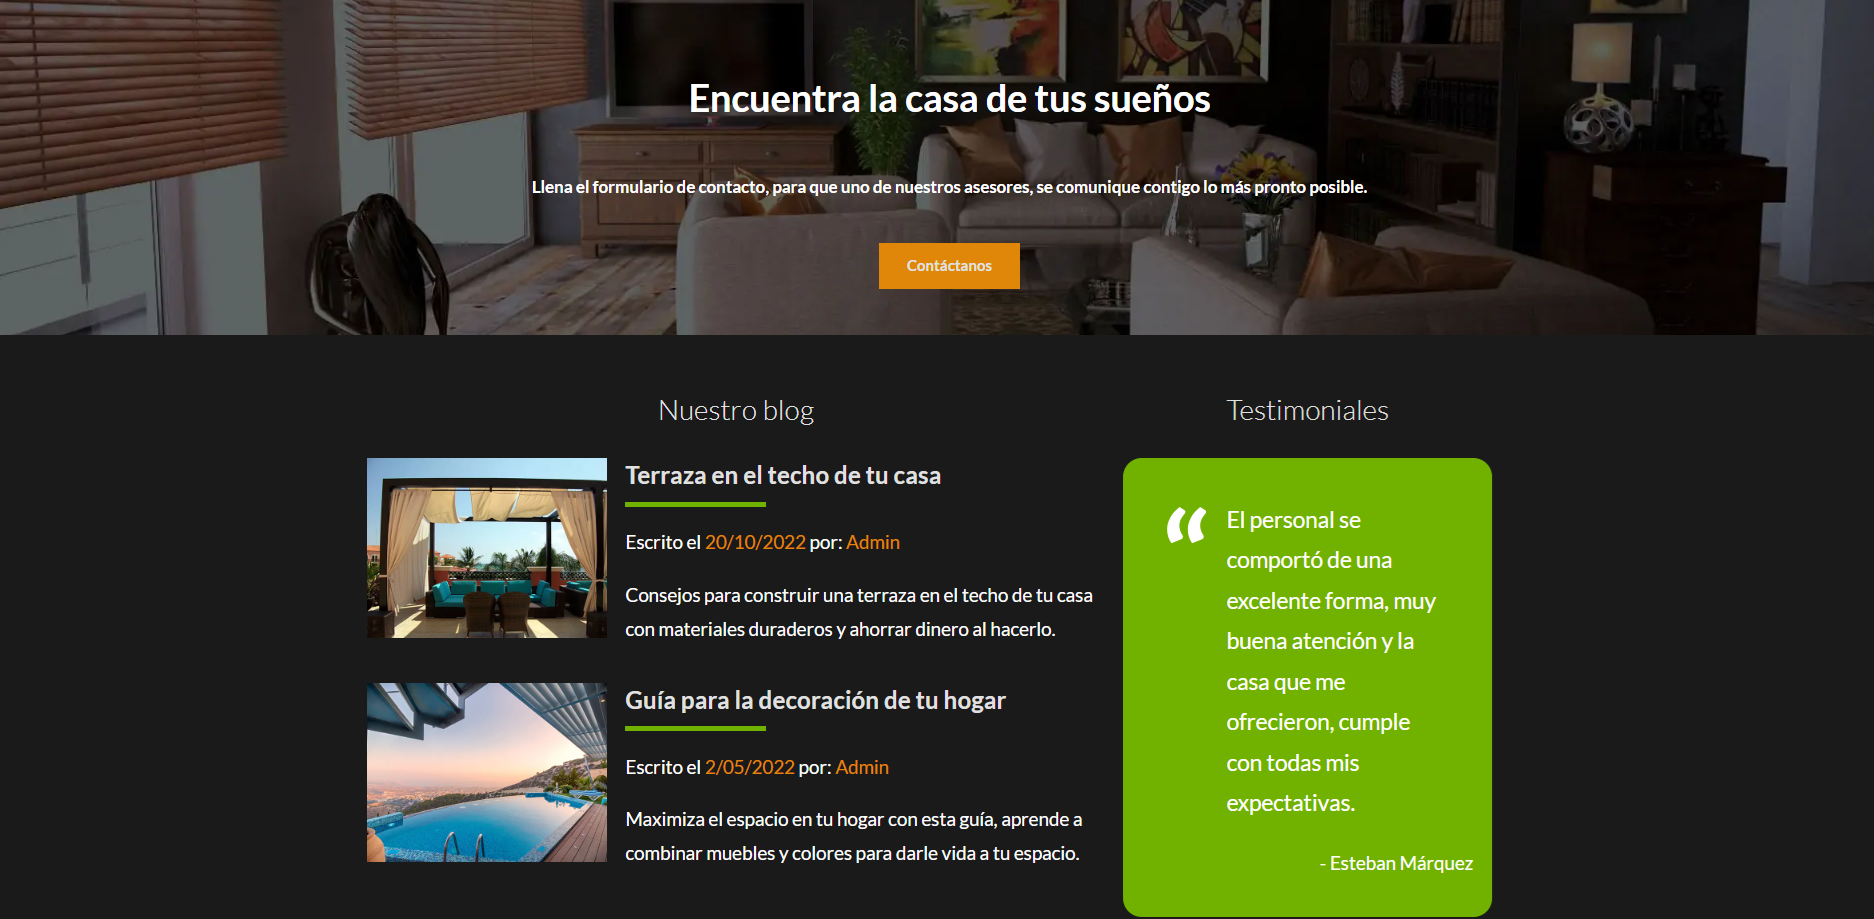 Encuentra la casa de tus sueños
Llena el formulario de contacto, para que uno de nuestros asesores, se comunique contigo lo más pronto posible.
Contáctanos
Nuestro blog
Terraza en el techo de tu casa
Escrito el 20/10/2022 por: Admin
Consejos para construir una terraza en el techo de tu casa
con materiales duraderos y ahorrar dinero al hacerlo.
Guía para la decoración de tu hogar
Escrito el 2/05/2022 por: Admin
Maximiza el espacio en tu hogar con esta guía, aprende a
combinar muebles y colores para darle vida a tu espacio.
Testimoniales
“ El personal se
comportó de una
excelente forma, muy
buena atención y la
casa que me
ofrecieron, cumple
con todas mis
expectativas.
- Esteban Márquez